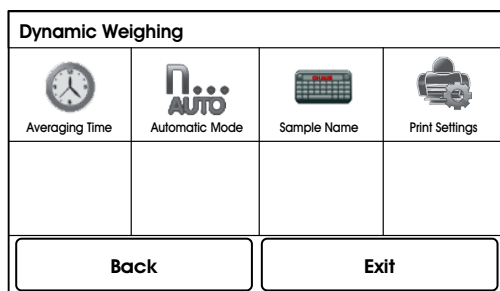 Dynamic Weighing
n...
AUTO
Averaging Time
Automatic Mode
Sample Name
Print Settings
Back
Exit